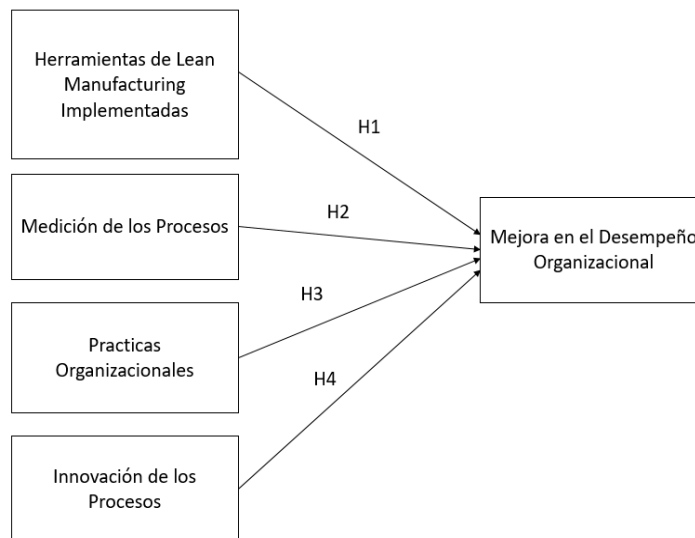 Herramientas de Lean
Manufacturing
Implementadas
H1
Medición de los Procesos
H2
Mejora en el Desempeño
Organizacional
H3
Practicas
Organizacionales
H4
Innovación de los
Procesos